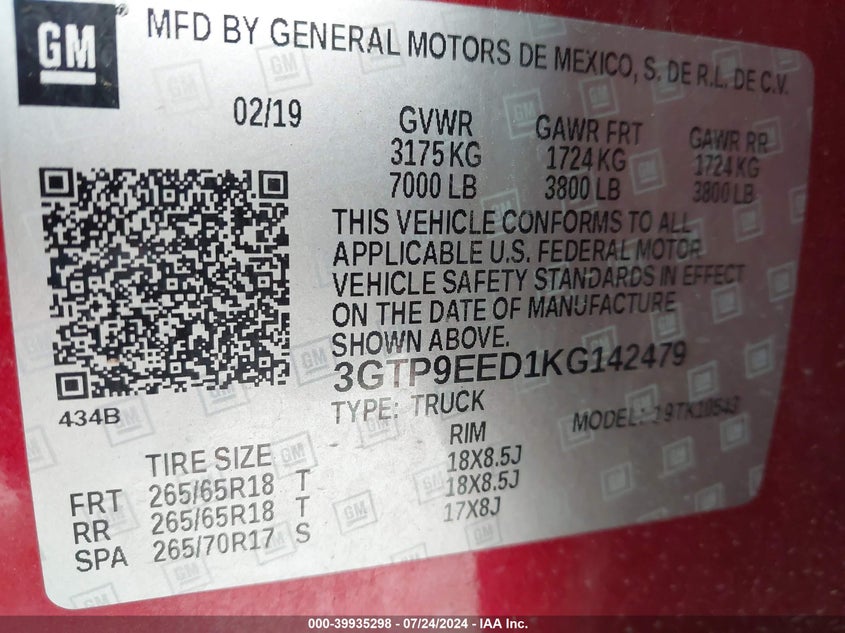 GM
MFD BY GENERAL MOTORS DE MEXICO, S. DE R.L. DE C.V.
02/19
GVWR GAWR FRT GAWR RR
3175 KG 1724 KG 1724 KG
7000 LB 3800 LB 3800 LB
THIS VEHICLE CONFORMS TO ALL
APPLICABLE U.S. FEDERAL MOTOR
VEHICLE SAFETY STANDARDS IN EFFECT
ON THE DATE OF MANUFACTURE
SHOWN ABOVE.
3GTP9EED1KG142479
434B
TYPE: TRUCK MODEL: 19TK10543
TIRE SIZE RIM
FRT 265/65R18 T 18X8.5J
RR 265/65R18 T 18X8.5J
SPA 265/70R17 S 17X8J
000-39935298 - 07/24/2024 - IAA Inc.